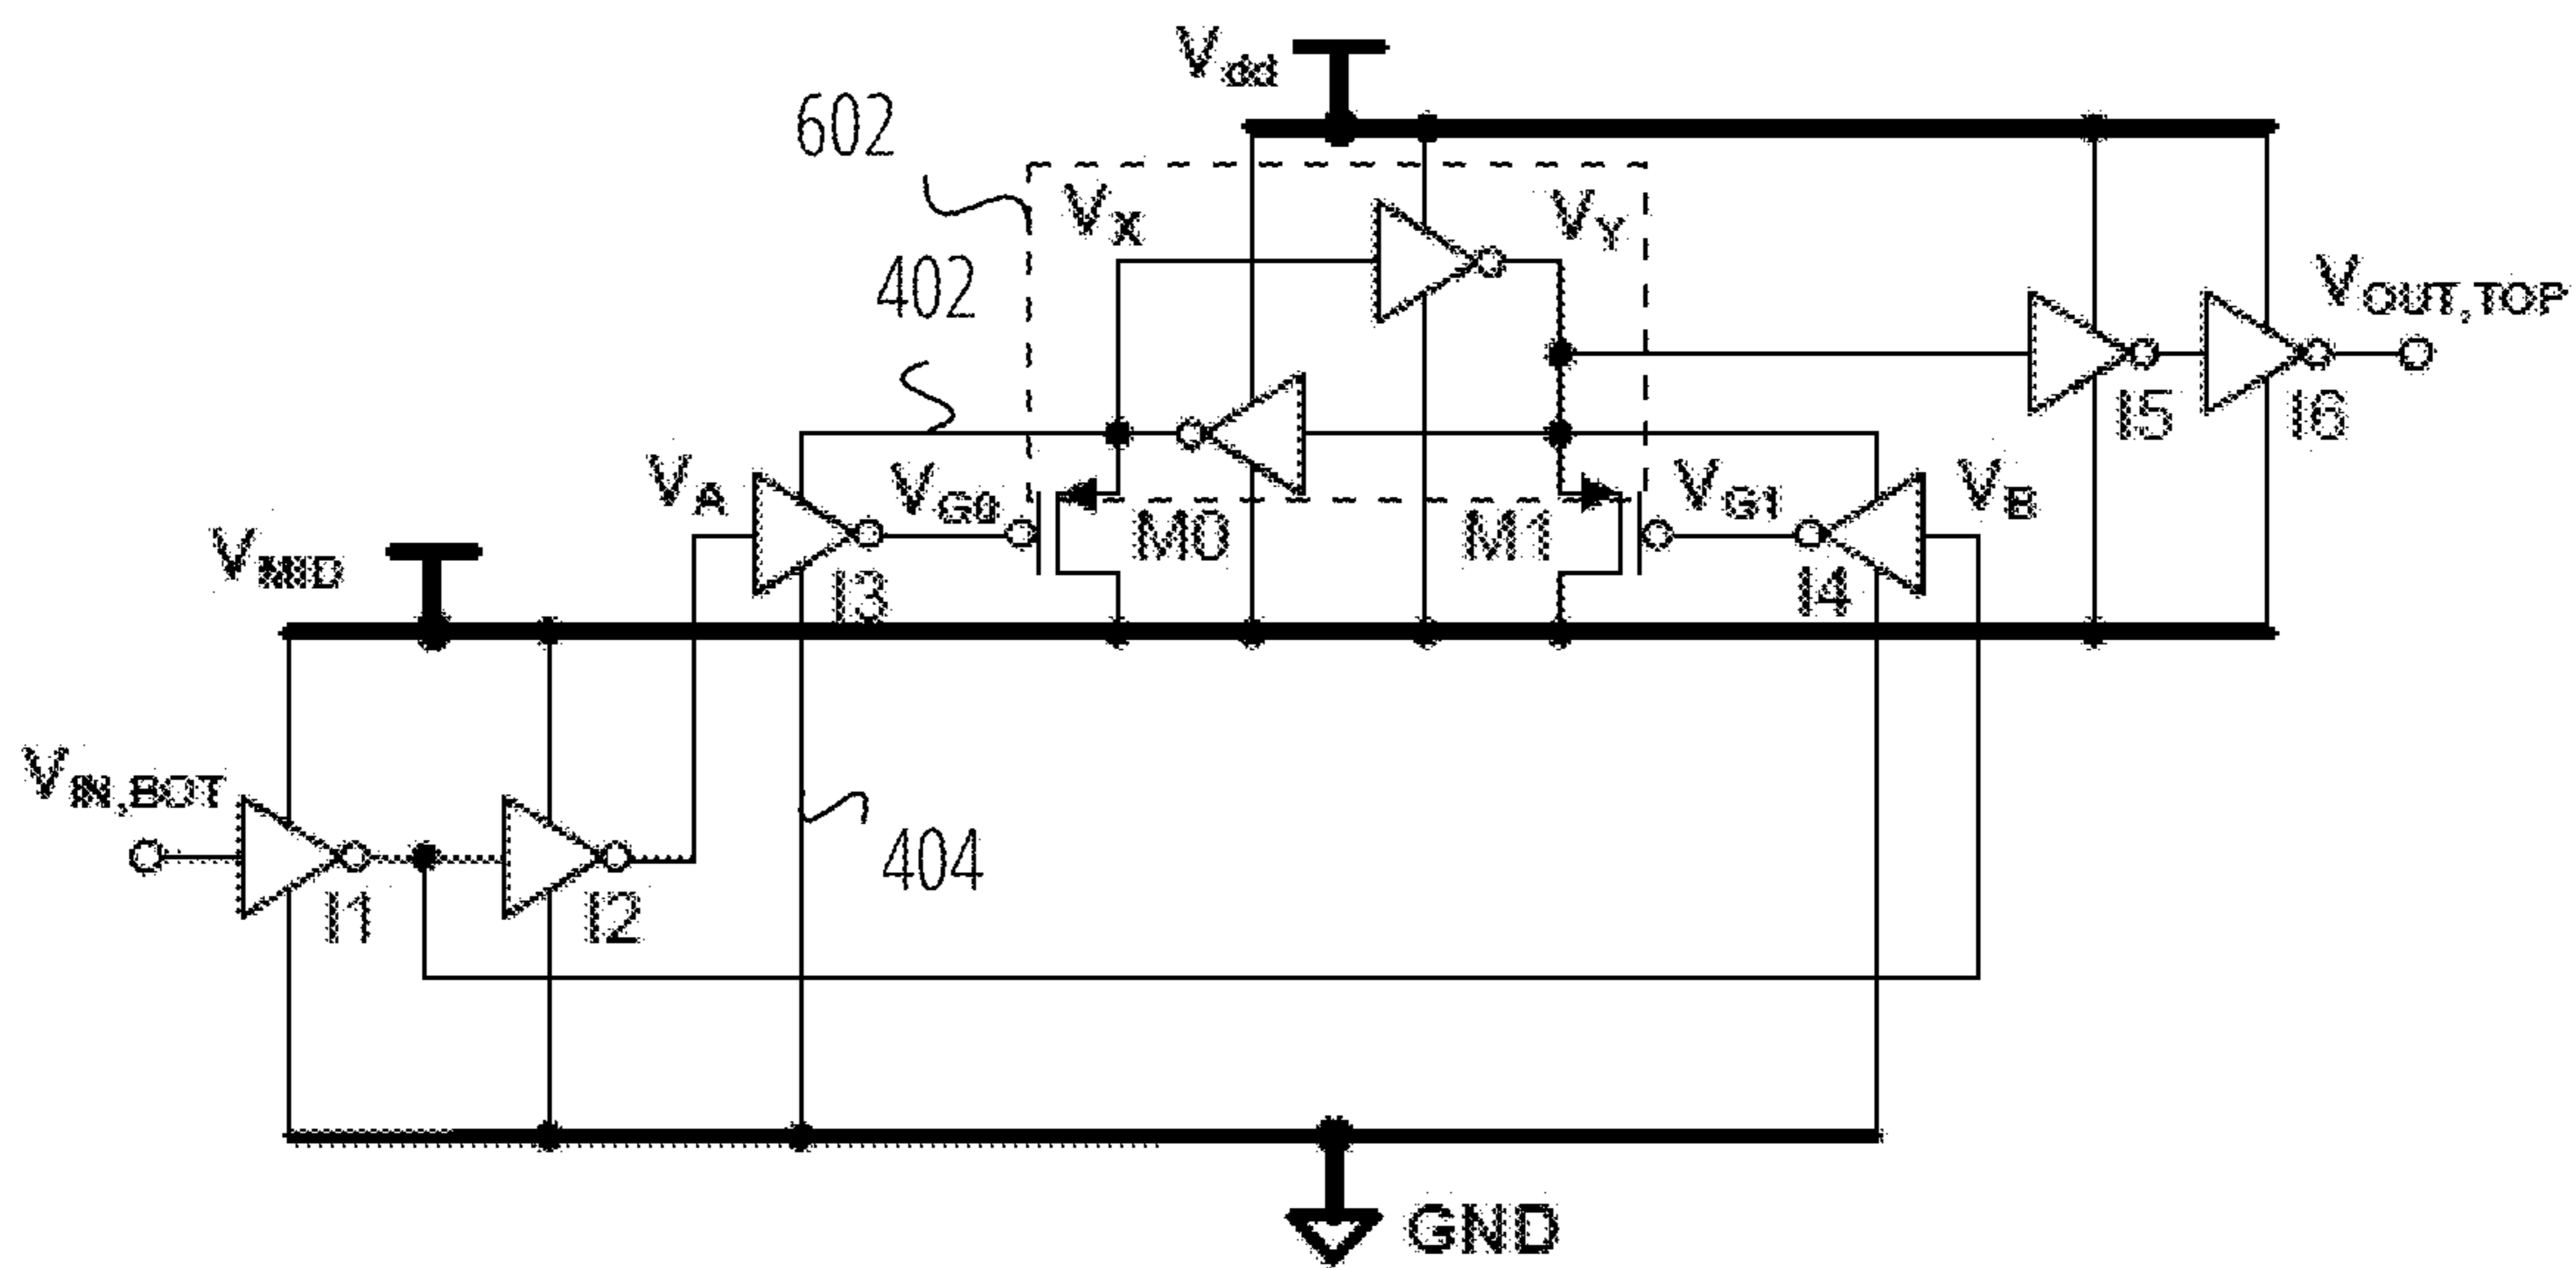 Vdd
602
VX
VY
402
VOUT,TOP
I5
I6
VA
VG0
VG1
VB
M0
M1
VMID
I3
I4
VIN,BOT
404
I1
I2
GND